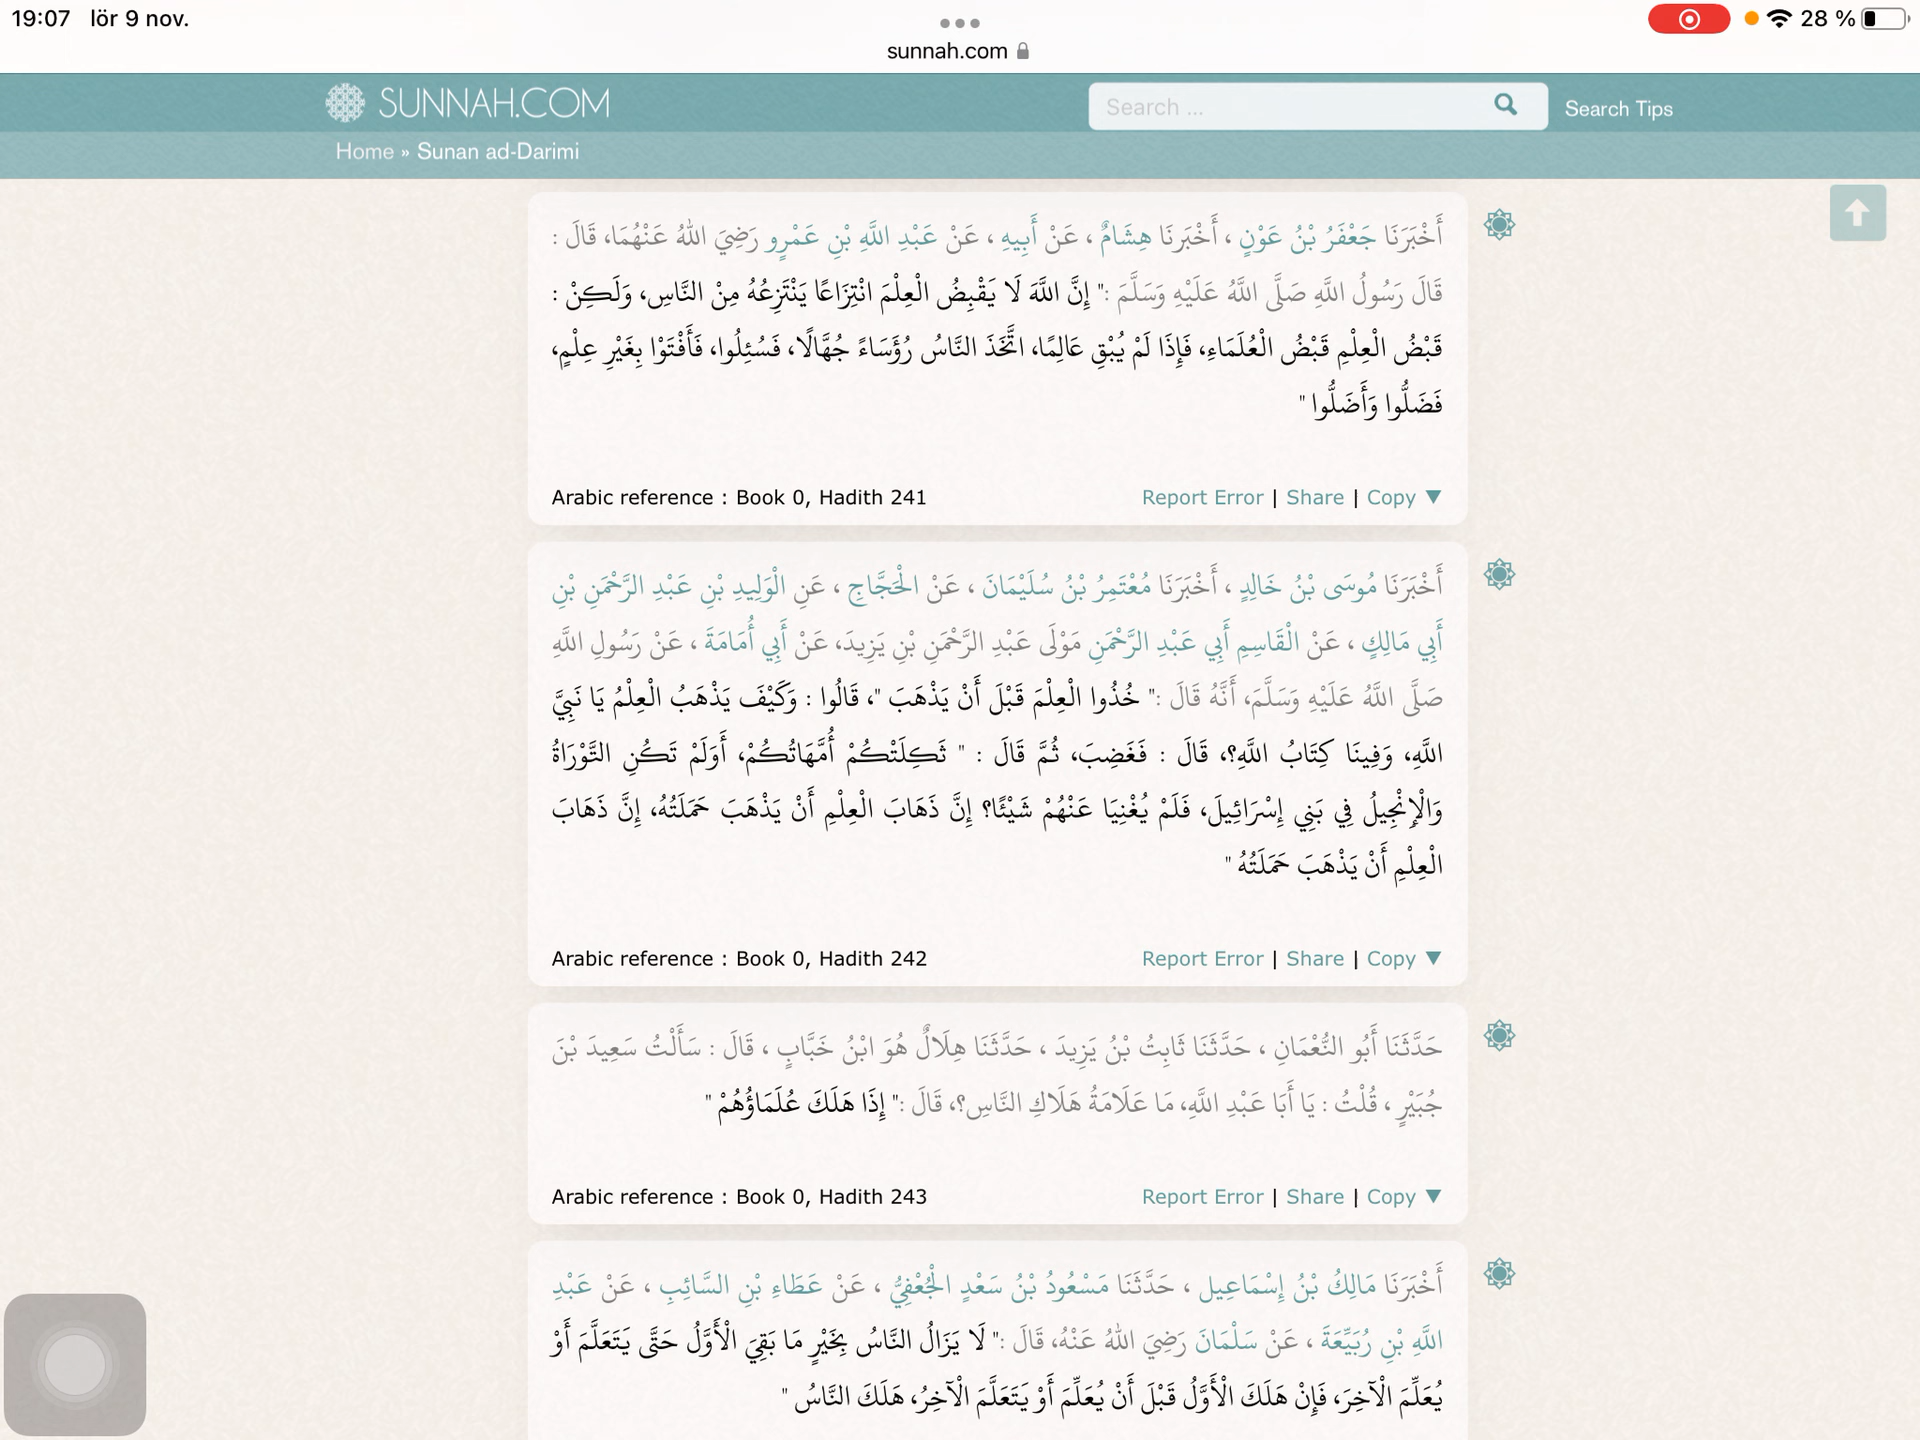 19:07 lör 9 nov.
28 %
sunnah.com
SUNNAH.COM
Search ...
Search Tips
Home » Sunan ad-Darimi
أَخْبَرَنَا جَعْفَرُ بْنُ عَوْنٍ ، أَخْبَرَنَا هِشَامٌ ، عَنْ أَبِيهِ ، عَنْ عَبْدِ اللَّهِ بْنِ عَمْرٍو رَضِيَ اللهُ عَنْهُمَا، قَالَ :
قَالَ رَسُولُ اللَّهِ صَلَّى اللَّهُ عَلَيْهِ وَسَلَّمَ :" إِنَّ اللَّهَ لَا يَقْبِضُ الْعِلْمَ انْتِزَاعًا يَنْتَزِعُهُ مِنْ النَّاسِ، وَلَكِنْ :
قَبْضُ الْعِلْمِ قَبْضُ الْعُلَمَاءِ، فَإِذَا لَمْ يُبْقِ عَالِمًا، اتَّخَذَ النَّاسُ رُؤَسَاءً جُهَّالًا، فَسُئِلُوا، فَأَفْتَوْا بِغَيْرِ عِلْمٍ،
فَضَلُّوا وَأَضَلُّوا "
Arabic reference : Book 0, Hadith 241
Report Error | Share | Copy ▼
أَخْبَرَنَا مُوسَى بْنُ خَالِدٍ ، أَخْبَرَنَا مُعْتَمِرُ بْنُ سُلَيْمَانَ ، عَنْ الْحَجَّاجِ ، عَنِ الْوَلِيدِ بْنِ عَبْدِ الرَّحْمَنِ بْنِ
أَبِي مَالِكٍ ، عَنْ الْقَاسِمِ أَبِي عَبْدِ الرَّحْمَنِ مَوْلَى عَبْدِ الرَّحْمَنِ بْنِ يَزِيدَ، عَنْ أَبِي أُمَامَةَ ، عَنْ رَسُولِ اللَّهِ
صَلَّى اللَّهُ عَلَيْهِ وَسَلَّمَ، أَنَّهُ قَالَ :" خُذُوا الْعِلْمَ قَبْلَ أَنْ يَذْهَبَ "، قَالُوا : وَكَيْفَ يَذْهَبُ الْعِلْمُ يَا نَبِيَّ
اللَّهِ، وَفِينَا كِتَابُ اللَّهِ؟، قَالَ : فَغَضِبَ، ثُمَّ قَالَ : " ثَكِلَتْكُمْ أُمَّهَاتُكُمْ، أَوَلَمْ تَكُنِ التَّوْرَاةُ
وَالْإِنْجِيلُ فِي بَنِي إِسْرَائِيلَ، فَلَمْ يُغْنِيَا عَنْهُمْ شَيْئًا؟ إِنَّ ذَهَابَ الْعِلْمِ أَنْ يَذْهَبَ حَمَلَتُهُ، إِنَّ ذَهَابَ
الْعِلْمِ أَنْ يَذْهَبَ حَمَلَتُهُ "
Arabic reference : Book 0, Hadith 242
Report Error | Share | Copy ▼
حَدَّثَنَا أَبُو النُّعْمَانِ ، حَدَّثَنَا ثَابِتُ بْنُ يَزِيدَ ، حَدَّثَنَا هِلَالٌ هُوَ ابْنُ خَبَّابٍ ، قَالَ : سَأَلْتُ سَعِيدَ بْنَ
جُبَيْرٍ ، قُلْتُ : يَا أَبَا عَبْدِ اللَّهِ، مَا عَلَامَةُ هَلَاكِ النَّاسِ؟، قَالَ :" إِذَا هَلَكَ عُلَمَاؤُهُمْ "
Arabic reference : Book 0, Hadith 243
Report Error | Share | Copy ▼
أَخْبَرَنَا مَالِكُ بْنُ إِسْمَاعِيل ، حَدَّثَنَا مَسْعُودُ بْنُ سَعْدٍ الْجُعْفِيُّ ، عَنْ عَطَاءِ بْنِ السَّائِبِ ، عَنْ عَبْدِ
اللَّهِ بْنِ رُبَيِّعَةَ ، عَنْ سَلْمَانَ رَضِيَ اللهُ عَنْهُ، قَالَ :" لَا يَزَالُ النَّاسُ بِخَيْرٍ مَا بَقِيَ الْأَوَّلُ حَتَّى يَتَعَلَّمَ أَوْ
يُعَلِّمَ الْآخِرَ، فَإِنْ هَلَكَ الْأَوَّلُ قَبْلَ أَنْ يُعَلِّمَ أَوْ يَتَعَلَّمَ الْآخِرُ، هَلَكَ النَّاسُ "